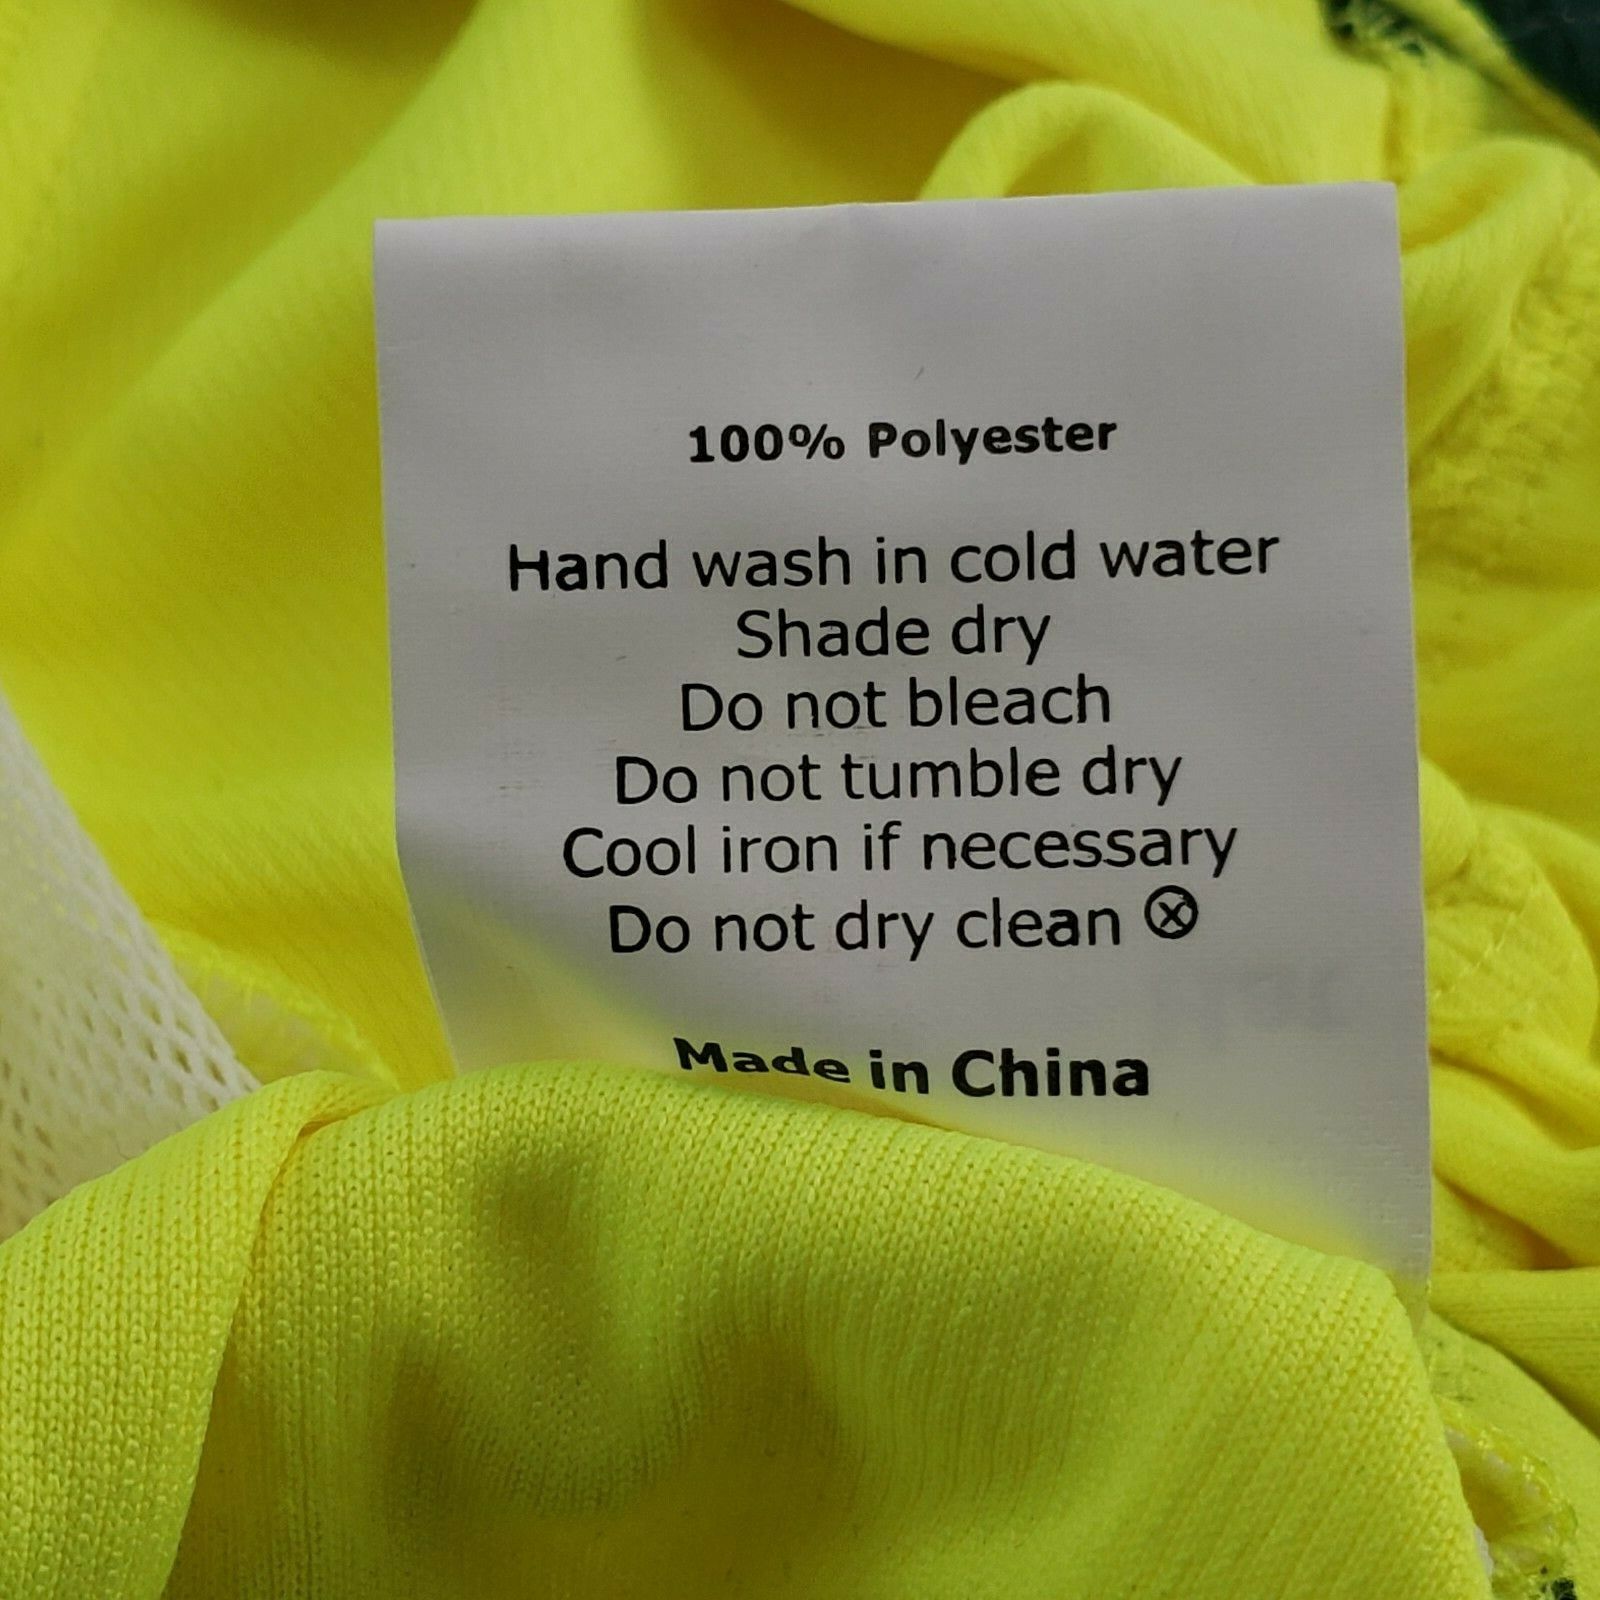 100% Polyester
Hand wash in cold water
Shade dry
Do not bleach
Do not tumble dry
Cool iron if necessary
Do not dry clean ⓧ
Made in China